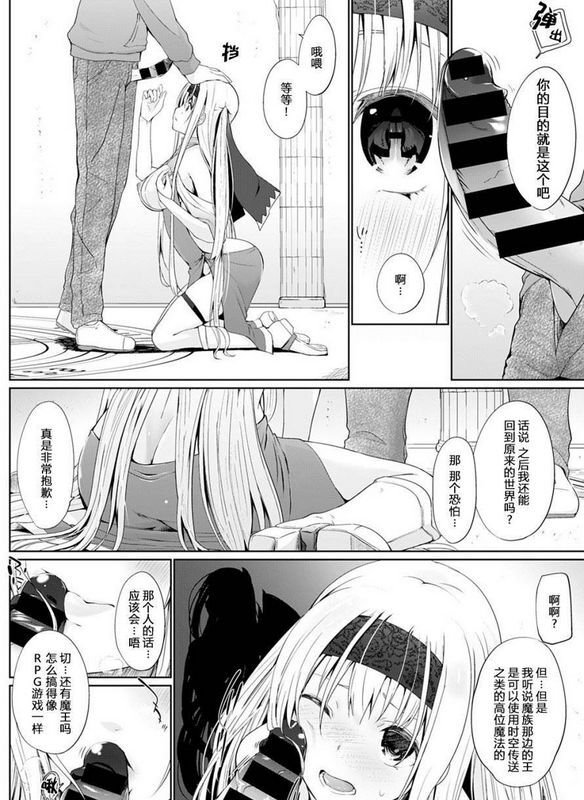 弹出
你的目的就是这个吧
啊…
哦喂
等等！
挡
话说 之后我还能
回到原来的世界吗？
那 那个恐怕…
真是非常抱歉…
啊啊？
但…但是
我听说魔族那边的王
是可以使用时空传送
之类的高位魔法的
那个人的话
应该会…唔
切…还有魔王吗
怎么搞得像
RPG游戏一样